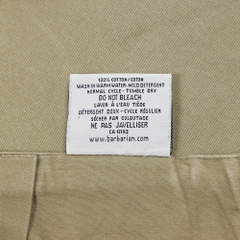 100% COTTON/COTON
WASH IN WARM WATER-MILD DETERGENT
NORMAL CYCLE - TUMBLE DRY
DO NOT BLEACH
LAVER À L'EAU TIÈDE
DÉTERGENT DOUX - CYCLE RÉGULIER
SÉCHER PAR CULBUTAGE
NE PAS JAVELLISER
CA
www.barbarian.com